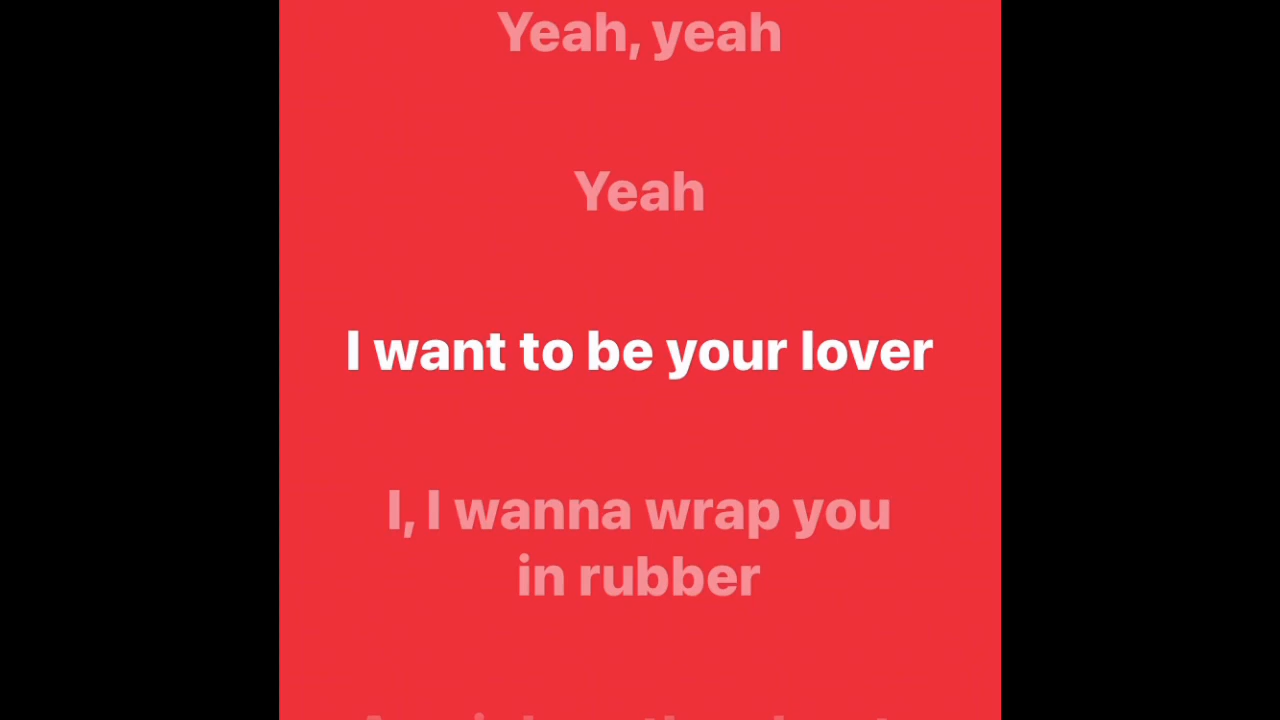 Yeah, yeah
Yeah
I want to be your lover
I, I wanna wrap you
in rubber